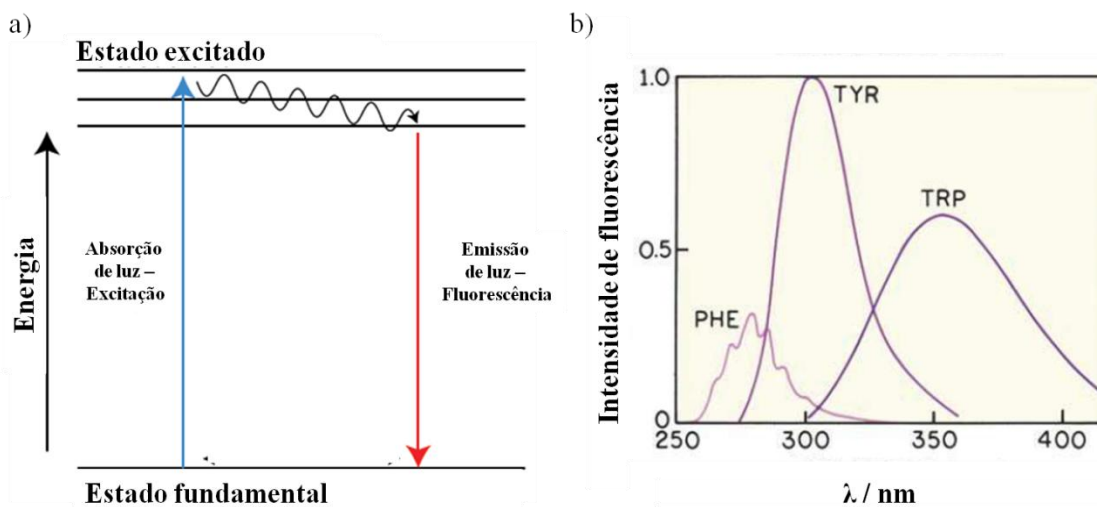 a)
Estado excitado
Energia
Absorção
de luz –
Excitação
Emissão
de luz –
Fluorescência
Estado fundamental
b)
Intensidade de fluorescência
1.0
0.5
0
TYR
TRP
PHE
250
300
350
400
λ / nm